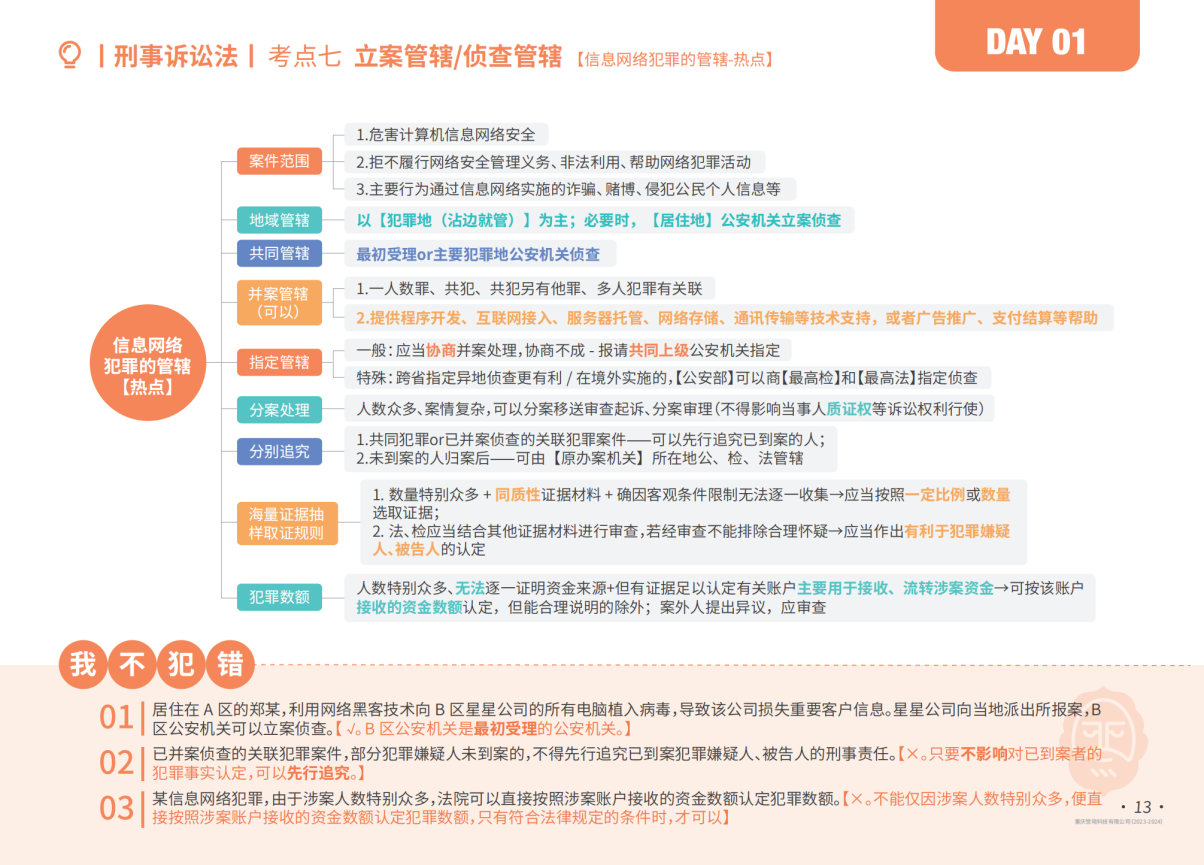 刑事诉讼法 考点七 立案管辖/侦查管辖 【信息网络犯罪的管辖-热点】
DAY 01
信息网络
犯罪的管辖
【热点】
案件范围
1.危害计算机信息网络安全
2.拒不履行网络安全管理义务、非法利用、帮助网络犯罪活动
3.主要行为通过信息网络实施的诈骗、赌博、侵犯公民个人信息等
地域管辖
以【犯罪地（沾边就管）】为主；必要时，【居住地】公安机关立案侦查
共同管辖
最初受理or主要犯罪地公安机关侦查
并案管辖
（可以）
1.一人数罪、共犯、共犯另有他罪、多人犯罪有关联
2.提供程序开发、互联网接入、服务器托管、网络存储、通讯传输等技术支持，或者广告推广、支付结算等帮助
指定管辖
一般：应当协商并案处理，协商不成 - 报请共同上级公安机关指定
特殊：跨省指定异地侦查更有利 / 在境外实施的，【公安部】可以商【最高检】和【最高法】指定侦查
分案处理
人数众多、案情复杂，可以分案移送审查起诉、分案审理（不得影响当事人质证权等诉讼权利行使）
分别追究
1.共同犯罪or已并案侦查的关联犯罪案件——可以先行追究已到案的人；
2.未到案的人归案后——可由【原办案机关】所在地公、检、法管辖
海量证据抽
样取证规则
1. 数量特别众多 + 同质性证据材料 + 确因客观条件限制无法逐一收集→应当按照一定比例或数量
选取证据；
2. 法、检应当结合其他证据材料进行审查，若经审查不能排除合理怀疑→应当作出有利于犯罪嫌疑
人、被告人的认定
犯罪数额
人数特别众多、无法逐一证明资金来源+但有证据足以认定有关账户主要用于接收、流转涉案资金→可按该账户
接收的资金数额认定，但能合理说明的除外；案外人提出异议，应审查
我不犯错
01 居住在 A 区的郑某，利用网络黑客技术向 B 区星星公司的所有电脑植入病毒，导致该公司损失重要客户信息。星星公司向当地派出所报案，B
区公安机关可以立案侦查。【 √。B 区公安机关是最初受理的公安机关。】
02 已并案侦查的关联犯罪案件，部分犯罪嫌疑人未到案的，不得先行追究已到案犯罪嫌疑人、被告人的刑事责任。【×。只要不影响对已到案者的
犯罪事实认定，可以先行追究。】
03 某信息网络犯罪，由于涉案人数特别众多，法院可以直接按照涉案账户接收的资金数额认定犯罪数额。【×。不能仅因涉案人数特别众多，便直
接按照涉案账户接收的资金数额认定犯罪数额，只有符合法律规定的条件时，才可以】
· 13 ·